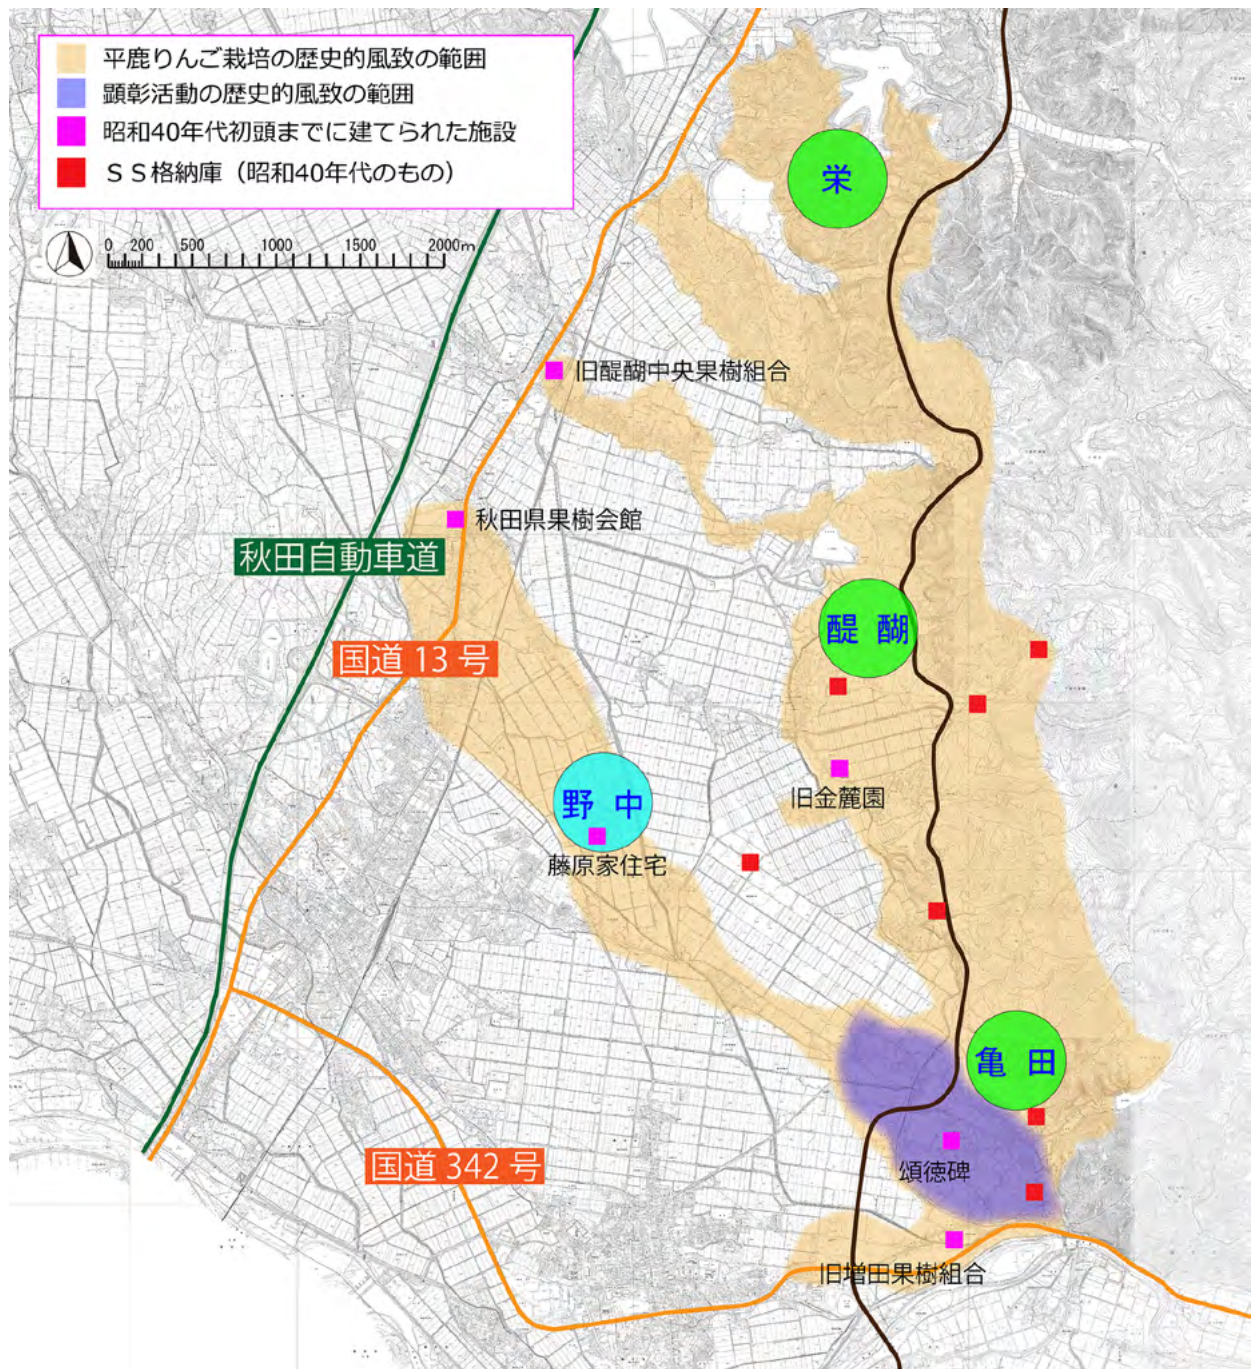 平鹿りんご栽培の歴史的風致の範囲
顕彰活動の歴史的風致の範囲
昭和40年代初頭までに建てられた施設
ＳＳ格納庫（昭和40年代のもの）
0 200 500 1000 1500 2000m
栄
旧醍醐中央果樹組合
秋田県果樹会館
秋田自動車道
醍醐
国道13号
旧金麓園
野中
藤原家住宅
亀田
国道342号
頌徳碑
旧増田果樹組合